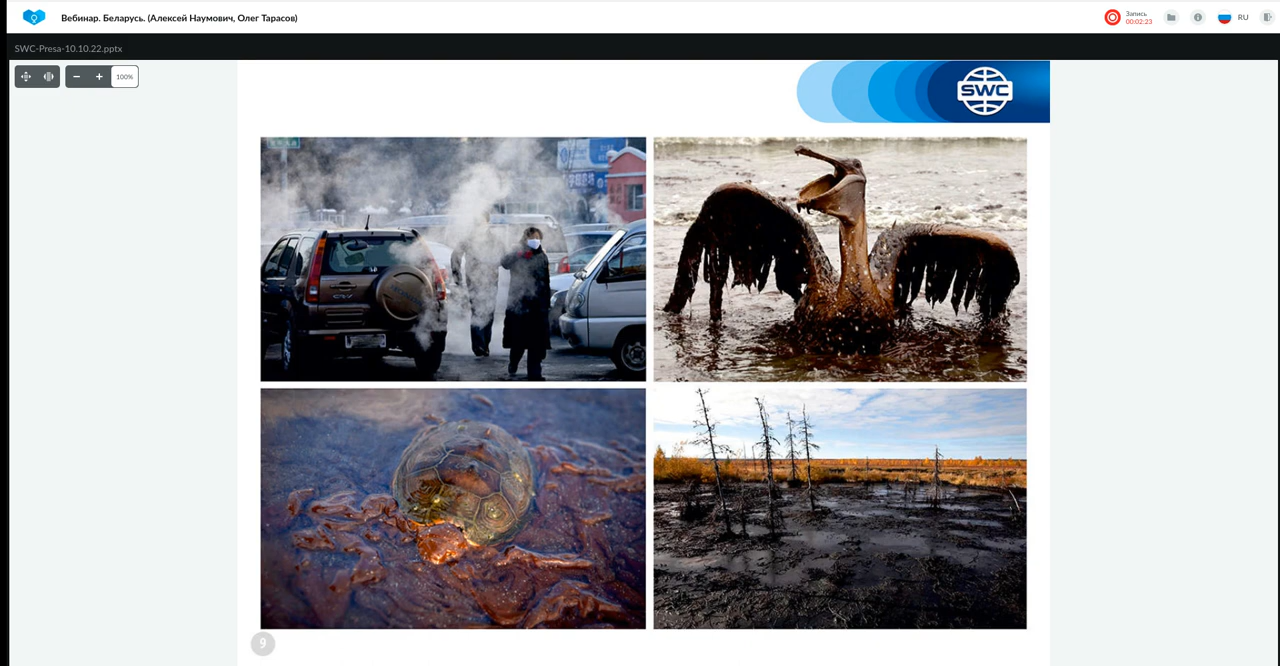 Вебинар. Беларусь. (Алексей Наумович, Олег Тарасов)
Запись
00:02:23
RU
SWC-Presa-10.10.22.pptx
100%
SWC
CR-V
9